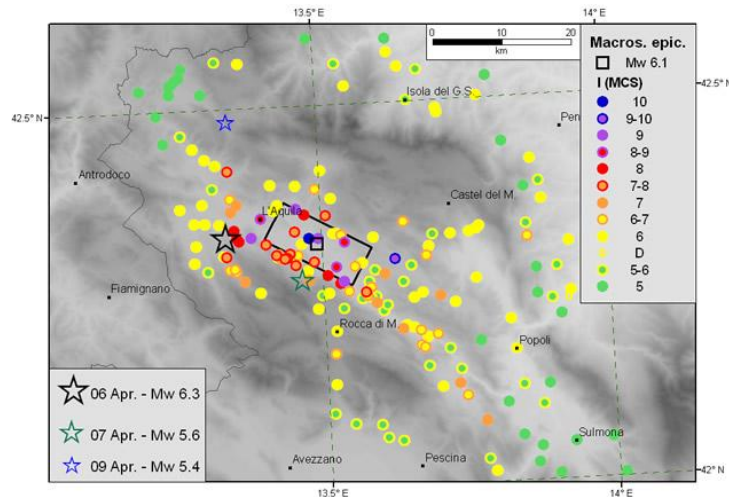 13.5° E
14° E
0 10 20
km
Macros. epic.
Mw 6.1
I (MCS)
10
9-10
9
8-9
8
7-8
7
6-7
6
D
5-6
5
42.5° N
42.5° N
Isola del G.S.
Pen
Antrodoco
Castel del M.
L'Aquila
Fiamignano
Rocca di M.
Popoli
06 Apr. - Mw 6.3
07 Apr. - Mw 5.6
09 Apr. - Mw 5.4
Sulmona
Avezzano
Pescina
42° N
13.5° E
14° E